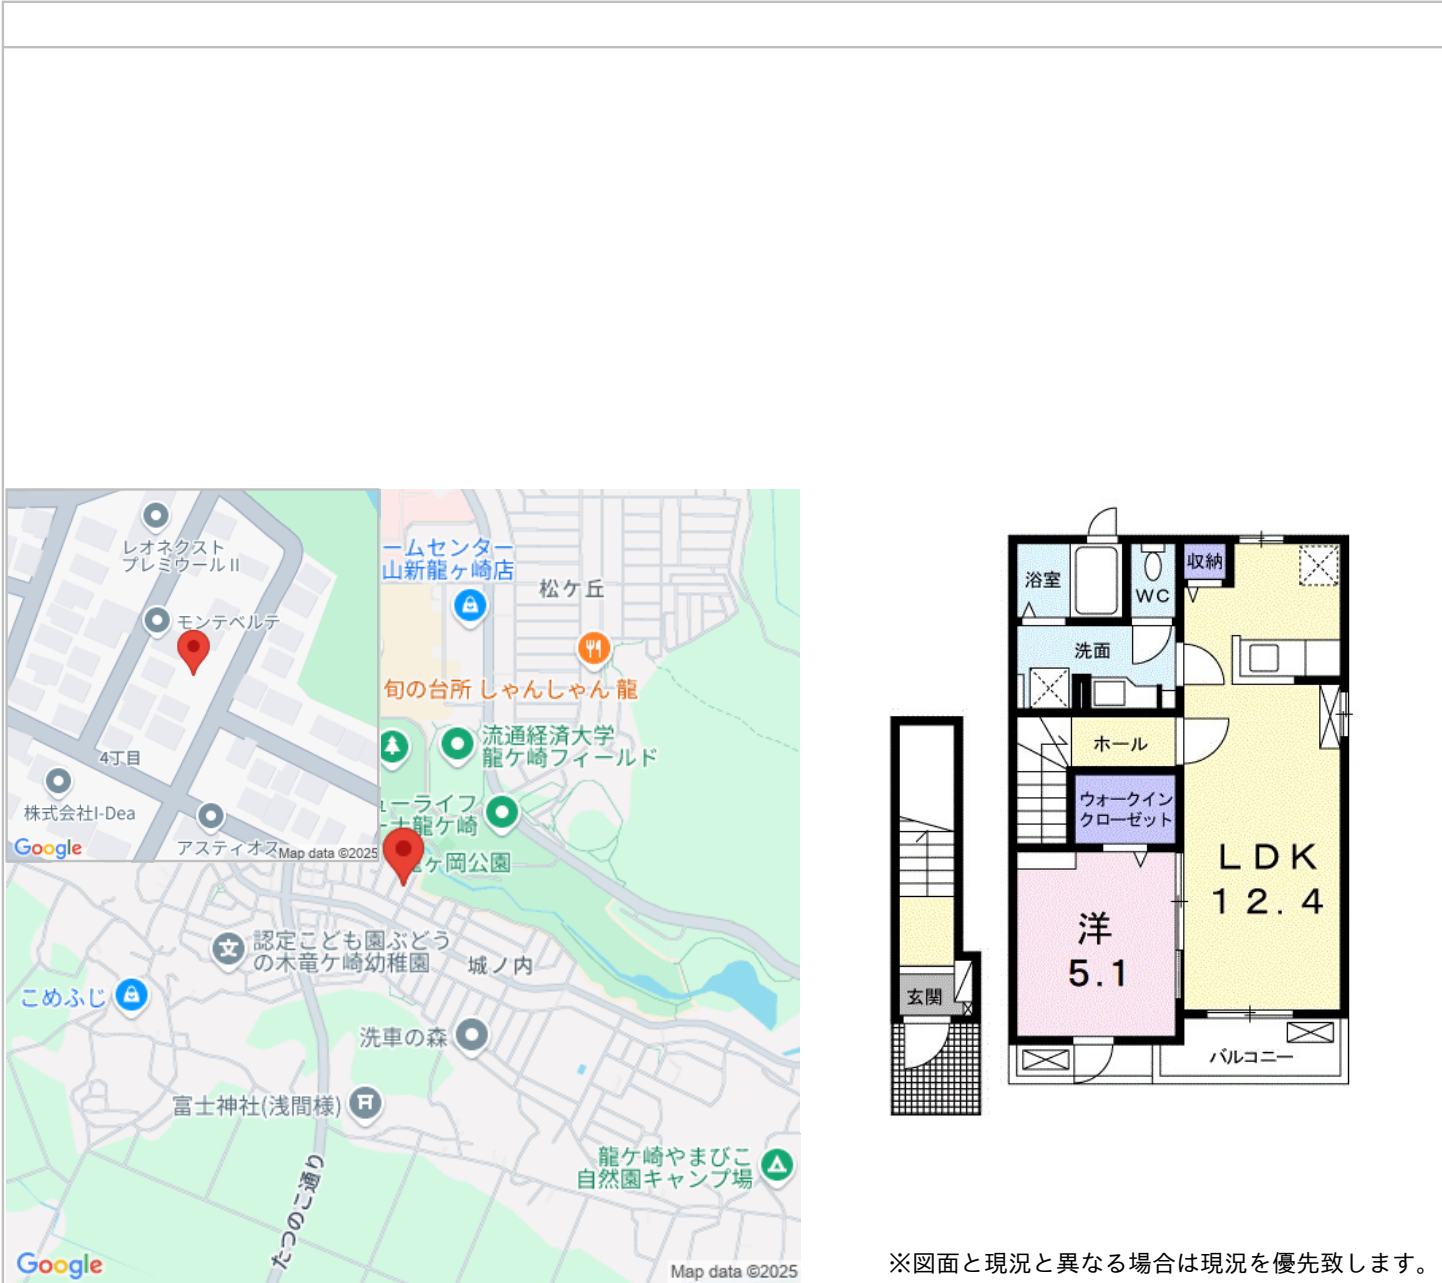 レオネクスト
プレミウールⅡ
モンテベルテ
4丁目
株式会社I-Dea
アスティオス
Google
Map data ©2025
ームセンター
山新龍ヶ崎店
松ケ丘
旬の台所 しゃんしゃん 龍
流通経済大学
龍ケ崎フィールド
ューライフ
ー大龍ケ崎
ヶ岡公園
認定こども園ぶどう
の木竜ケ崎幼稚園
城ノ内
こめふじ
洗車の森
富士神社(浅間様)
龍ケ崎やまびこ
自然園キャンプ場
たつのこ通り
Google
Map data ©2025
浴室
WC
収納
洗面
ホール
ウォークイン
クローゼット
LDK
12.4
洋
5.1
玄関
バルコニー
※図面と現況と異なる場合は現況を優先致します。